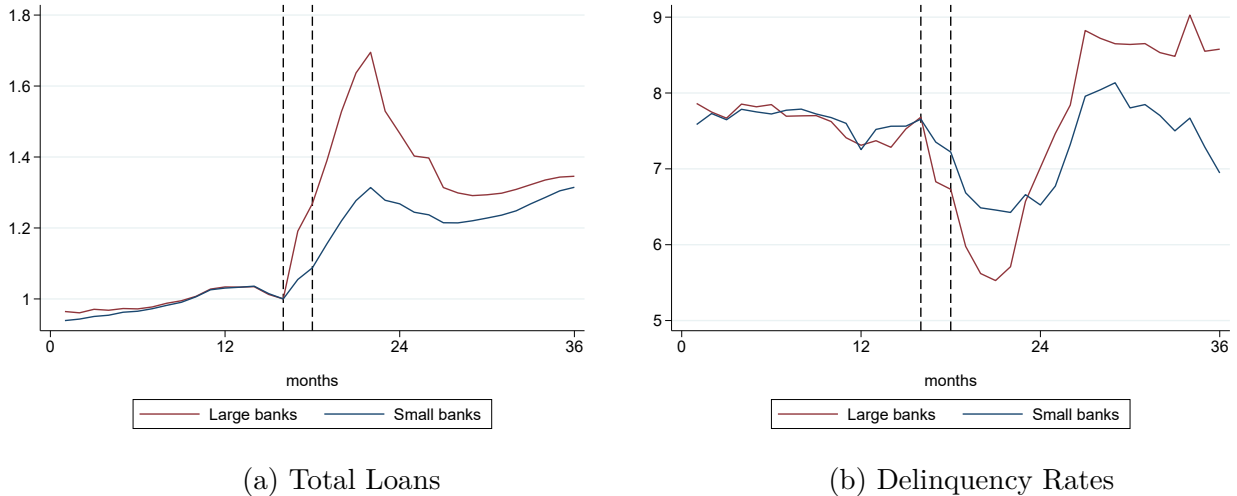 1.8
1.6
1.4
1.2
1
0
12
24
36
months
Large banks
Small banks
(a) Total Loans
9
8
7
6
5
0
12
24
36
months
Large banks
Small banks
(b) Delinquency Rates